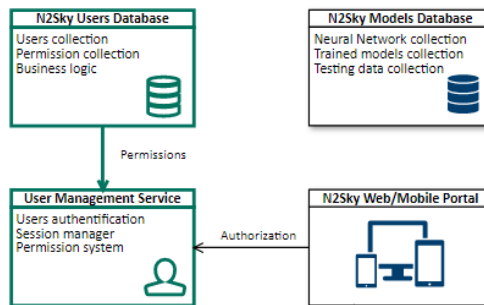 N2Sky Users Database
Users collection
Permission collection
Business logic
N2Sky Models Database
Neural Network collection
Trained models collection
Testing data collection
Permissions
User Management Service
Users authentification
Session manager
Permission system
Authorization
N2Sky Web/Mobile Portal